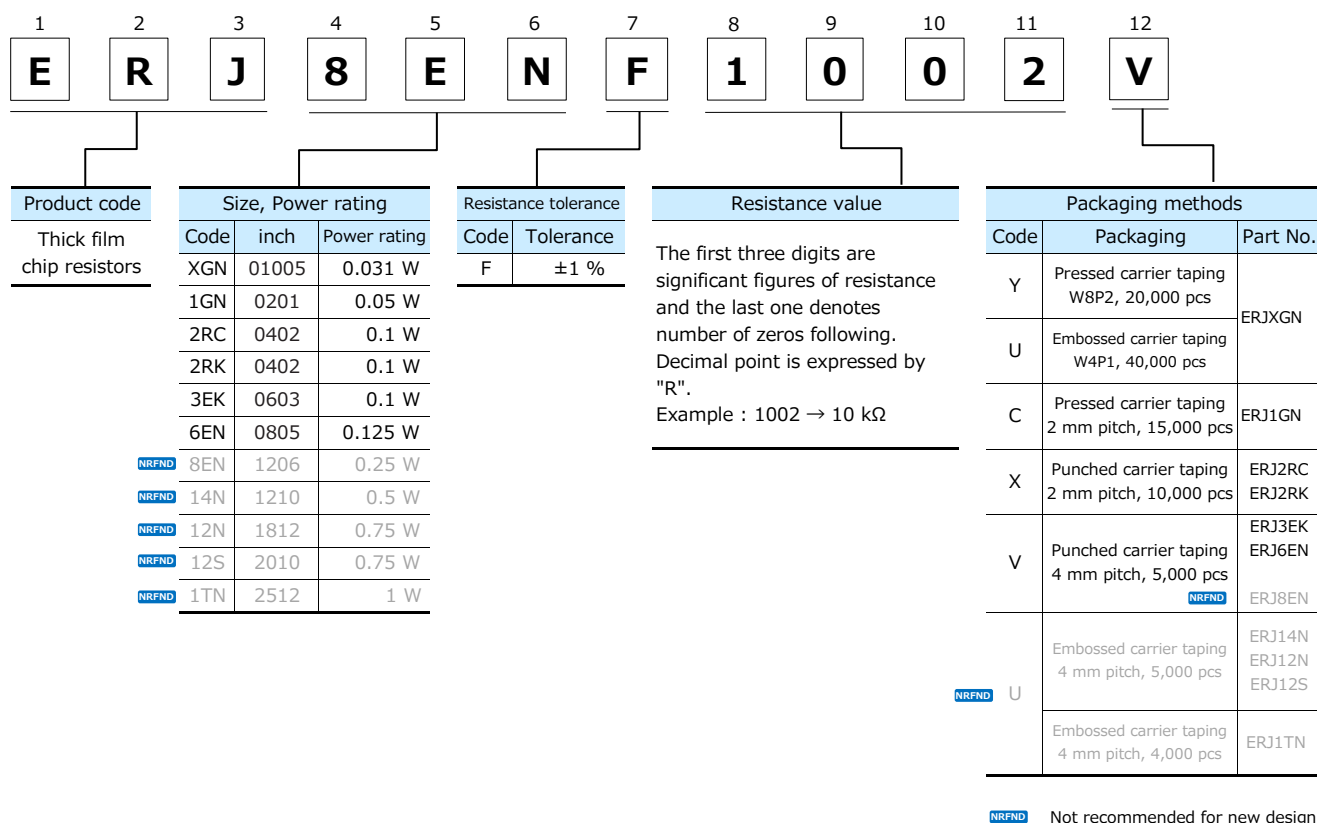 1 2 3 4 5 6 7 8 9 10 11 12
E R J 8 E N F 1 0 0 2 V
Product code
Thick film
chip resistors
Size, Power rating
Code inch Power rating
XGN 01005 0.031 W
1GN 0201 0.05 W
2RC 0402 0.1 W
2RK 0402 0.1 W
3EK 0603 0.1 W
6EN 0805 0.125 W
NRFND 8EN 1206 0.25 W
NRFND 14N 1210 0.5 W
NRFND 12N 1812 0.75 W
NRFND 12S 2010 0.75 W
NRFND 1TN 2512 1 W
Resistance tolerance
Code Tolerance
F ±1 %
Resistance value
The first three digits are
significant figures of resistance
and the last one denotes
number of zeros following.
Decimal point is expressed by
"R".
Example : 1002 → 10 kΩ
Packaging methods
Code Packaging Part No.
Y Pressed carrier taping
W8P2, 20,000 pcs
ERJXGN
U Embossed carrier taping
W4P1, 40,000 pcs
C Pressed carrier taping
2 mm pitch, 15,000 pcs
ERJ1GN
X Punched carrier taping
2 mm pitch, 10,000 pcs
ERJ2RC
ERJ2RK
V Punched carrier taping
4 mm pitch, 5,000 pcs
ERJ3EK
ERJ6EN
NRFND ERJ8EN
NRFND U
Embossed carrier taping
4 mm pitch, 5,000 pcs
ERJ14N
ERJ12N
ERJ12S
Embossed carrier taping
4 mm pitch, 4,000 pcs
ERJ1TN
NRFND Not recommended for new design